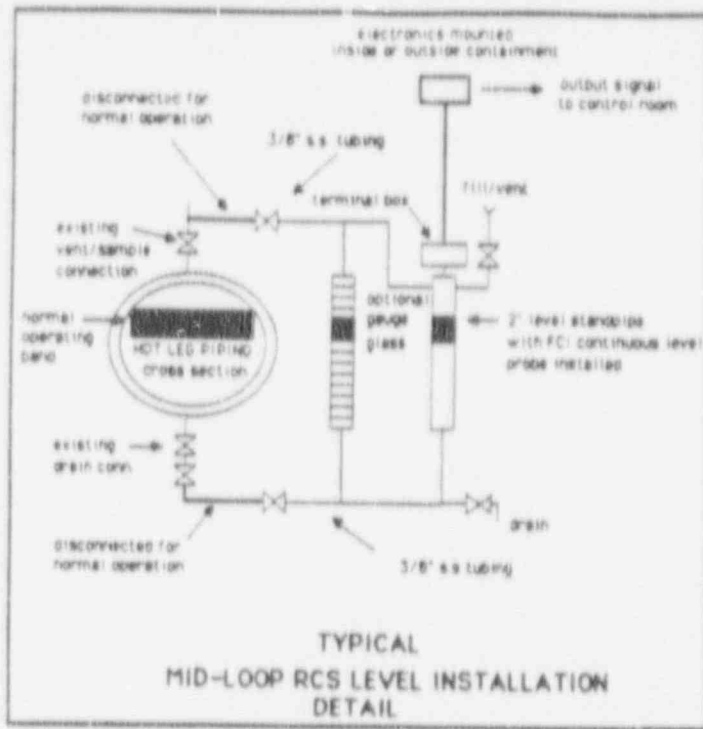 electronics mounted
inside or outside containment
output signal
to control room
disconnected for
normal operation
3/8" s.s tubing
fill/vent
terminal box
existing
vent/sample
connection
normal
operating
band
HOT LEG PIPING
cross section
optional
gauge
glass
2" level standpipe
with FCI continuous level
probe installed
existing
drain conn.
drain
disconnected for
normal operation
3/8" s.s tubing
TYPICAL
MID-LOOP RCS LEVEL INSTALLATION
DETAIL